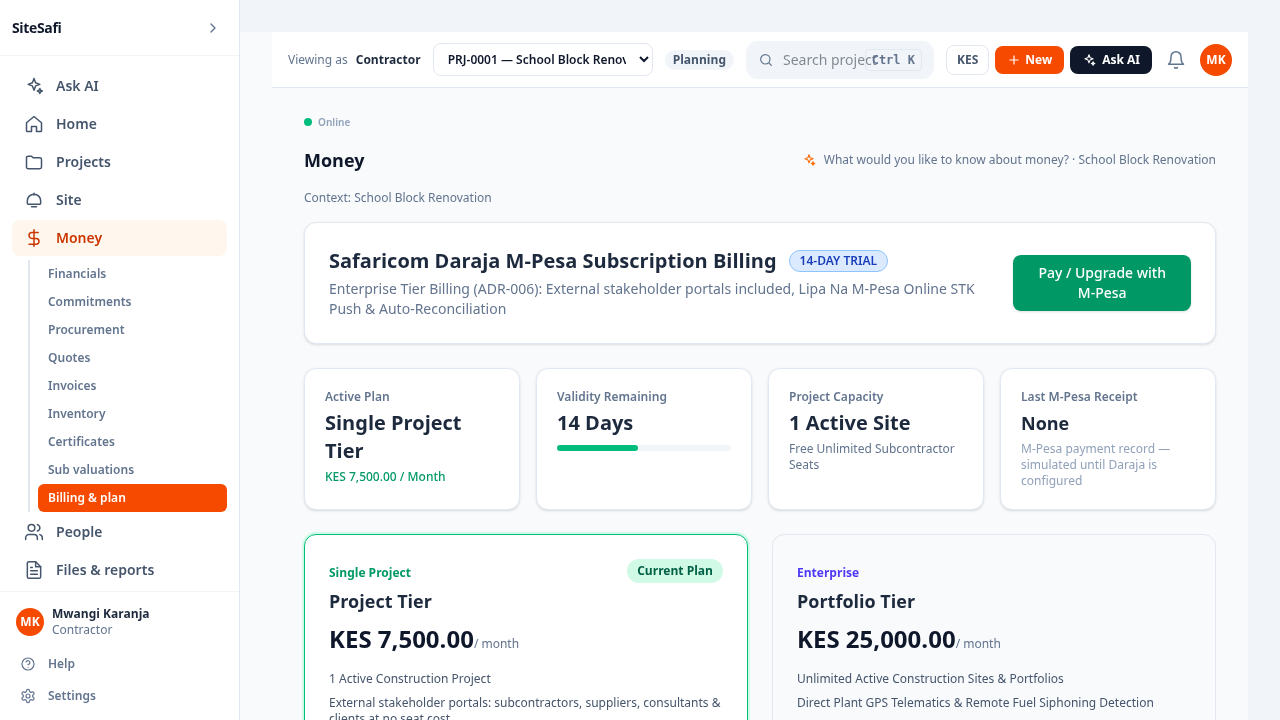 SiteSafi
Ask AI
Home
Projects
Site
Money
Financials
Commitments
Procurement
Quotes
Invoices
Inventory
Certificates
Sub valuations
Billing & plan
People
Files & reports
MK
Mwangi Karanja
Contractor
Help
Settings
Viewing as Contractor
PRJ-0001 — School Block Renov
Planning
Search project
Ctrl K
KES
New
Ask AI
MK
Online
Money
What would you like to know about money? · School Block Renovation
Context: School Block Renovation
Safaricom Daraja M-Pesa Subscription Billing
14-DAY TRIAL
Enterprise Tier Billing (ADR-006): External stakeholder portals included, Lipa Na M-Pesa Online STK
Push & Auto-Reconciliation
Pay / Upgrade with
M-Pesa
Active Plan
Single Project
Tier
KES 7,500.00 / Month
Validity Remaining
14 Days
Project Capacity
1 Active Site
Free Unlimited Subcontractor
Seats
Last M-Pesa Receipt
None
M-Pesa payment record —
simulated until Daraja is
configured
Single Project
Current Plan
Project Tier
KES 7,500.00/ month
1 Active Construction Project
External stakeholder portals: subcontractors, suppliers, consultants &
clients at no seat cost
Enterprise
Portfolio Tier
KES 25,000.00/ month
Unlimited Active Construction Sites & Portfolios
Direct Plant GPS Telematics & Remote Fuel Siphoning Detection